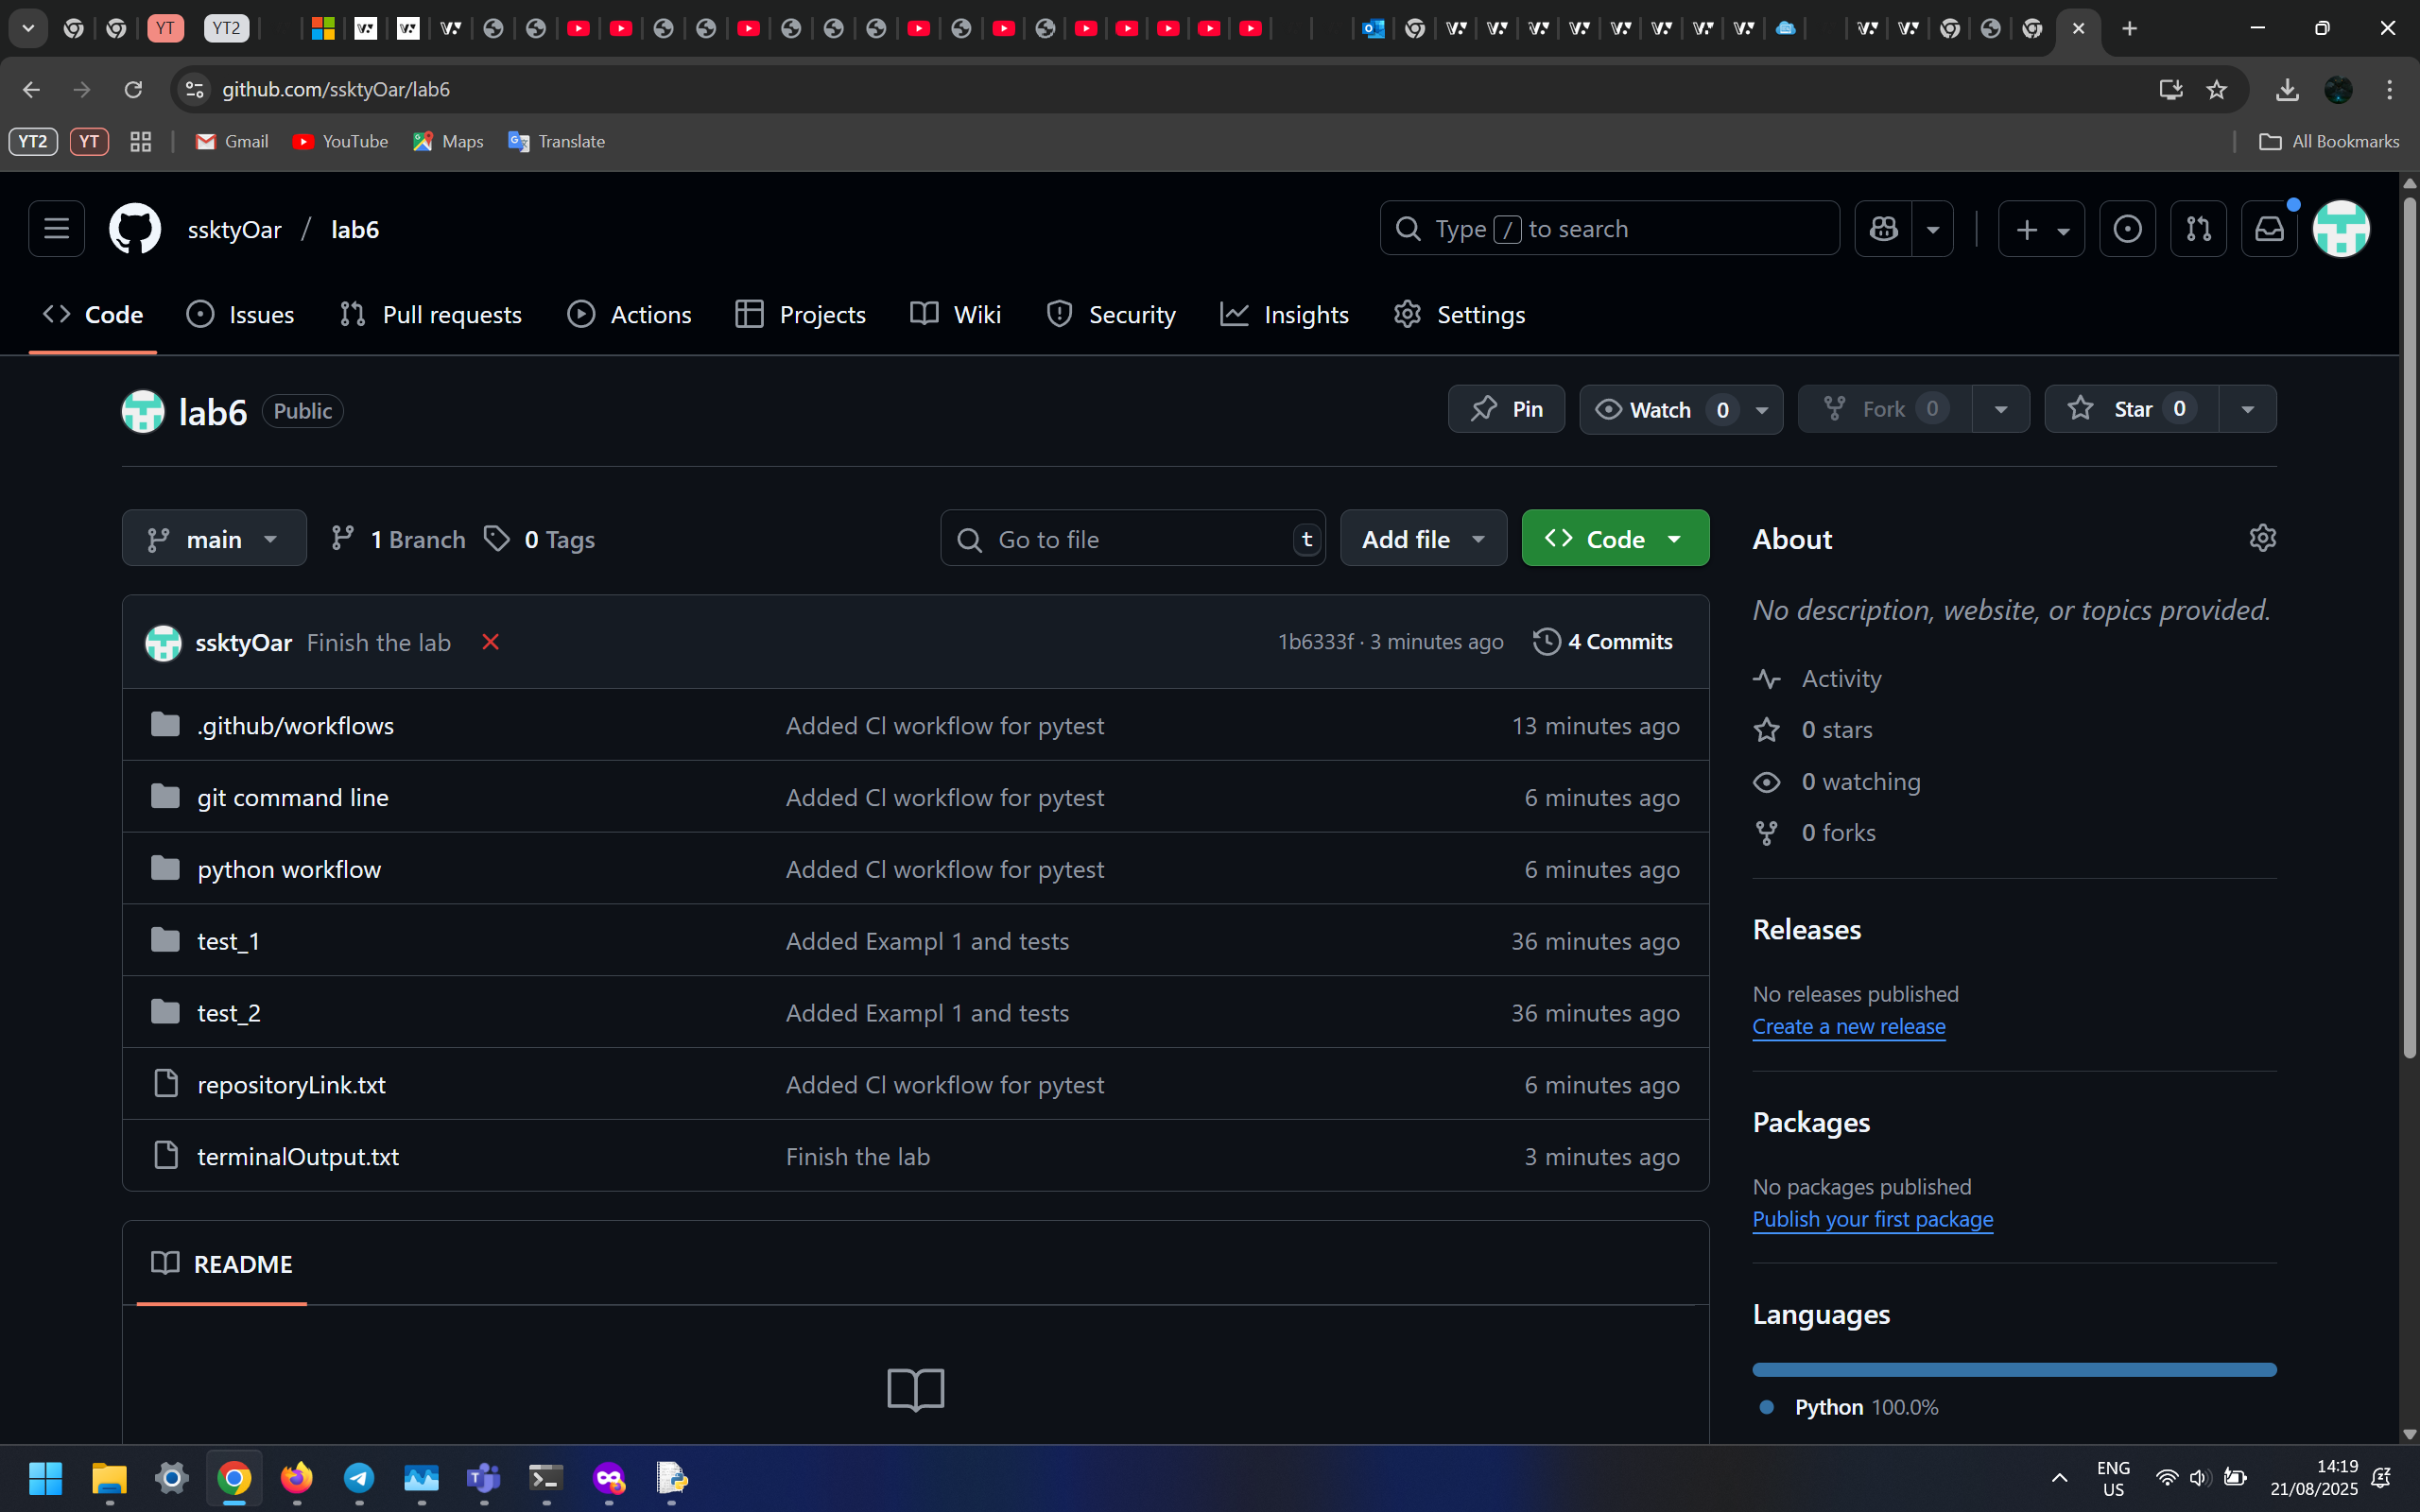 YT
YT2
github.com/ssktyOar/lab6
YT2
YT
Gmail
YouTube
Maps
Translate
All Bookmarks
ssktyOar / lab6
Type / to search
Code
Issues
Pull requests
Actions
Projects
Wiki
Insights
Security
Settings
lab6 Public
Pin
Watch 0
Fork 0
Star 0
main
1 Branch
0 Tags
Go to file t
Add file
Code
ssktyOar Finish the lab
1b6333f · 3 minutes ago
4 Commits
.github/workflows Added Cl workflow for pytest 13 minutes ago
git command line Added Cl workflow for pytest 6 minutes ago
python workflow Added Cl workflow for pytest 6 minutes ago
test_1 Added Exampl 1 and tests 36 minutes ago
test_2 Added Exampl 1 and tests 36 minutes ago
repositoryLink.txt Added Cl workflow for pytest 6 minutes ago
terminalOutput.txt Finish the lab 3 minutes ago
README
About
No description, website, or topics provided.
Activity
0 stars
0 watching
0 forks
Releases
No releases published
Create a new release
Packages
No packages published
Publish your first package
Languages
Python 100.0%
ENG
US
14:19
21/08/2025